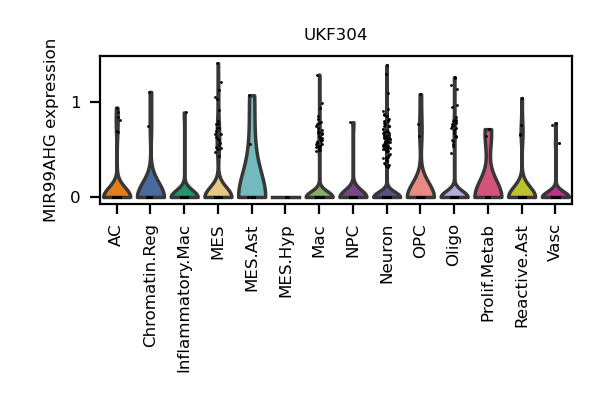 UKF304
MIR99AHG expression
1
0
AC
Chromatin.Reg
Inflammatory.Mac
MES
MES.Ast
MES.Hyp
Mac
NPC
Neuron
OPC
Oligo
Prolif.Metab
Reactive.Ast
Vasc